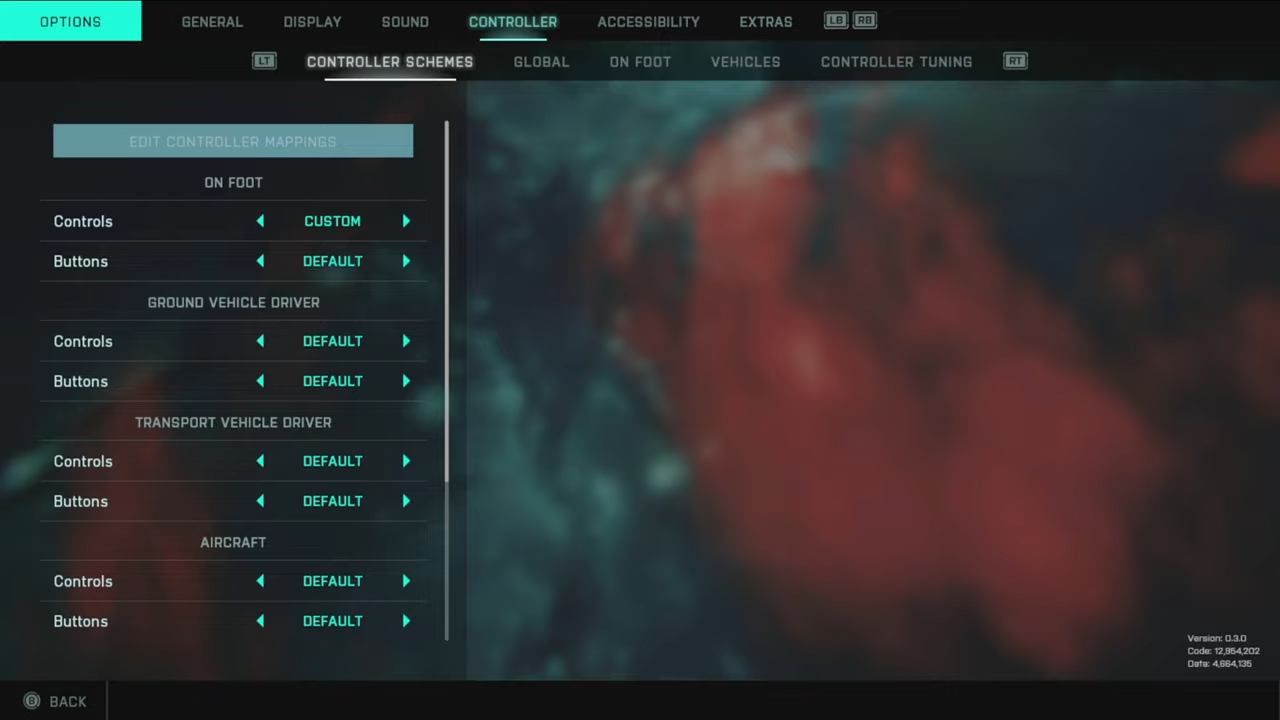 OPTIONS GENERAL DISPLAY SOUND CONTROLLER ACCESSIBILITY EXTRAS LB RB
LT CONTROLLER SCHEMES GLOBAL ON FOOT VEHICLES CONTROLLER TUNING RT
EDIT CONTROLLER MAPPINGS
ON FOOT
Controls CUSTOM
Buttons DEFAULT
GROUND VEHICLE DRIVER
Controls DEFAULT
Buttons DEFAULT
TRANSPORT VEHICLE DRIVER
Controls DEFAULT
Buttons DEFAULT
AIRCRAFT
Controls DEFAULT
Buttons DEFAULT
Version: 0.3.0
Code: 12,954,202
Data: 4,664,135
B BACK